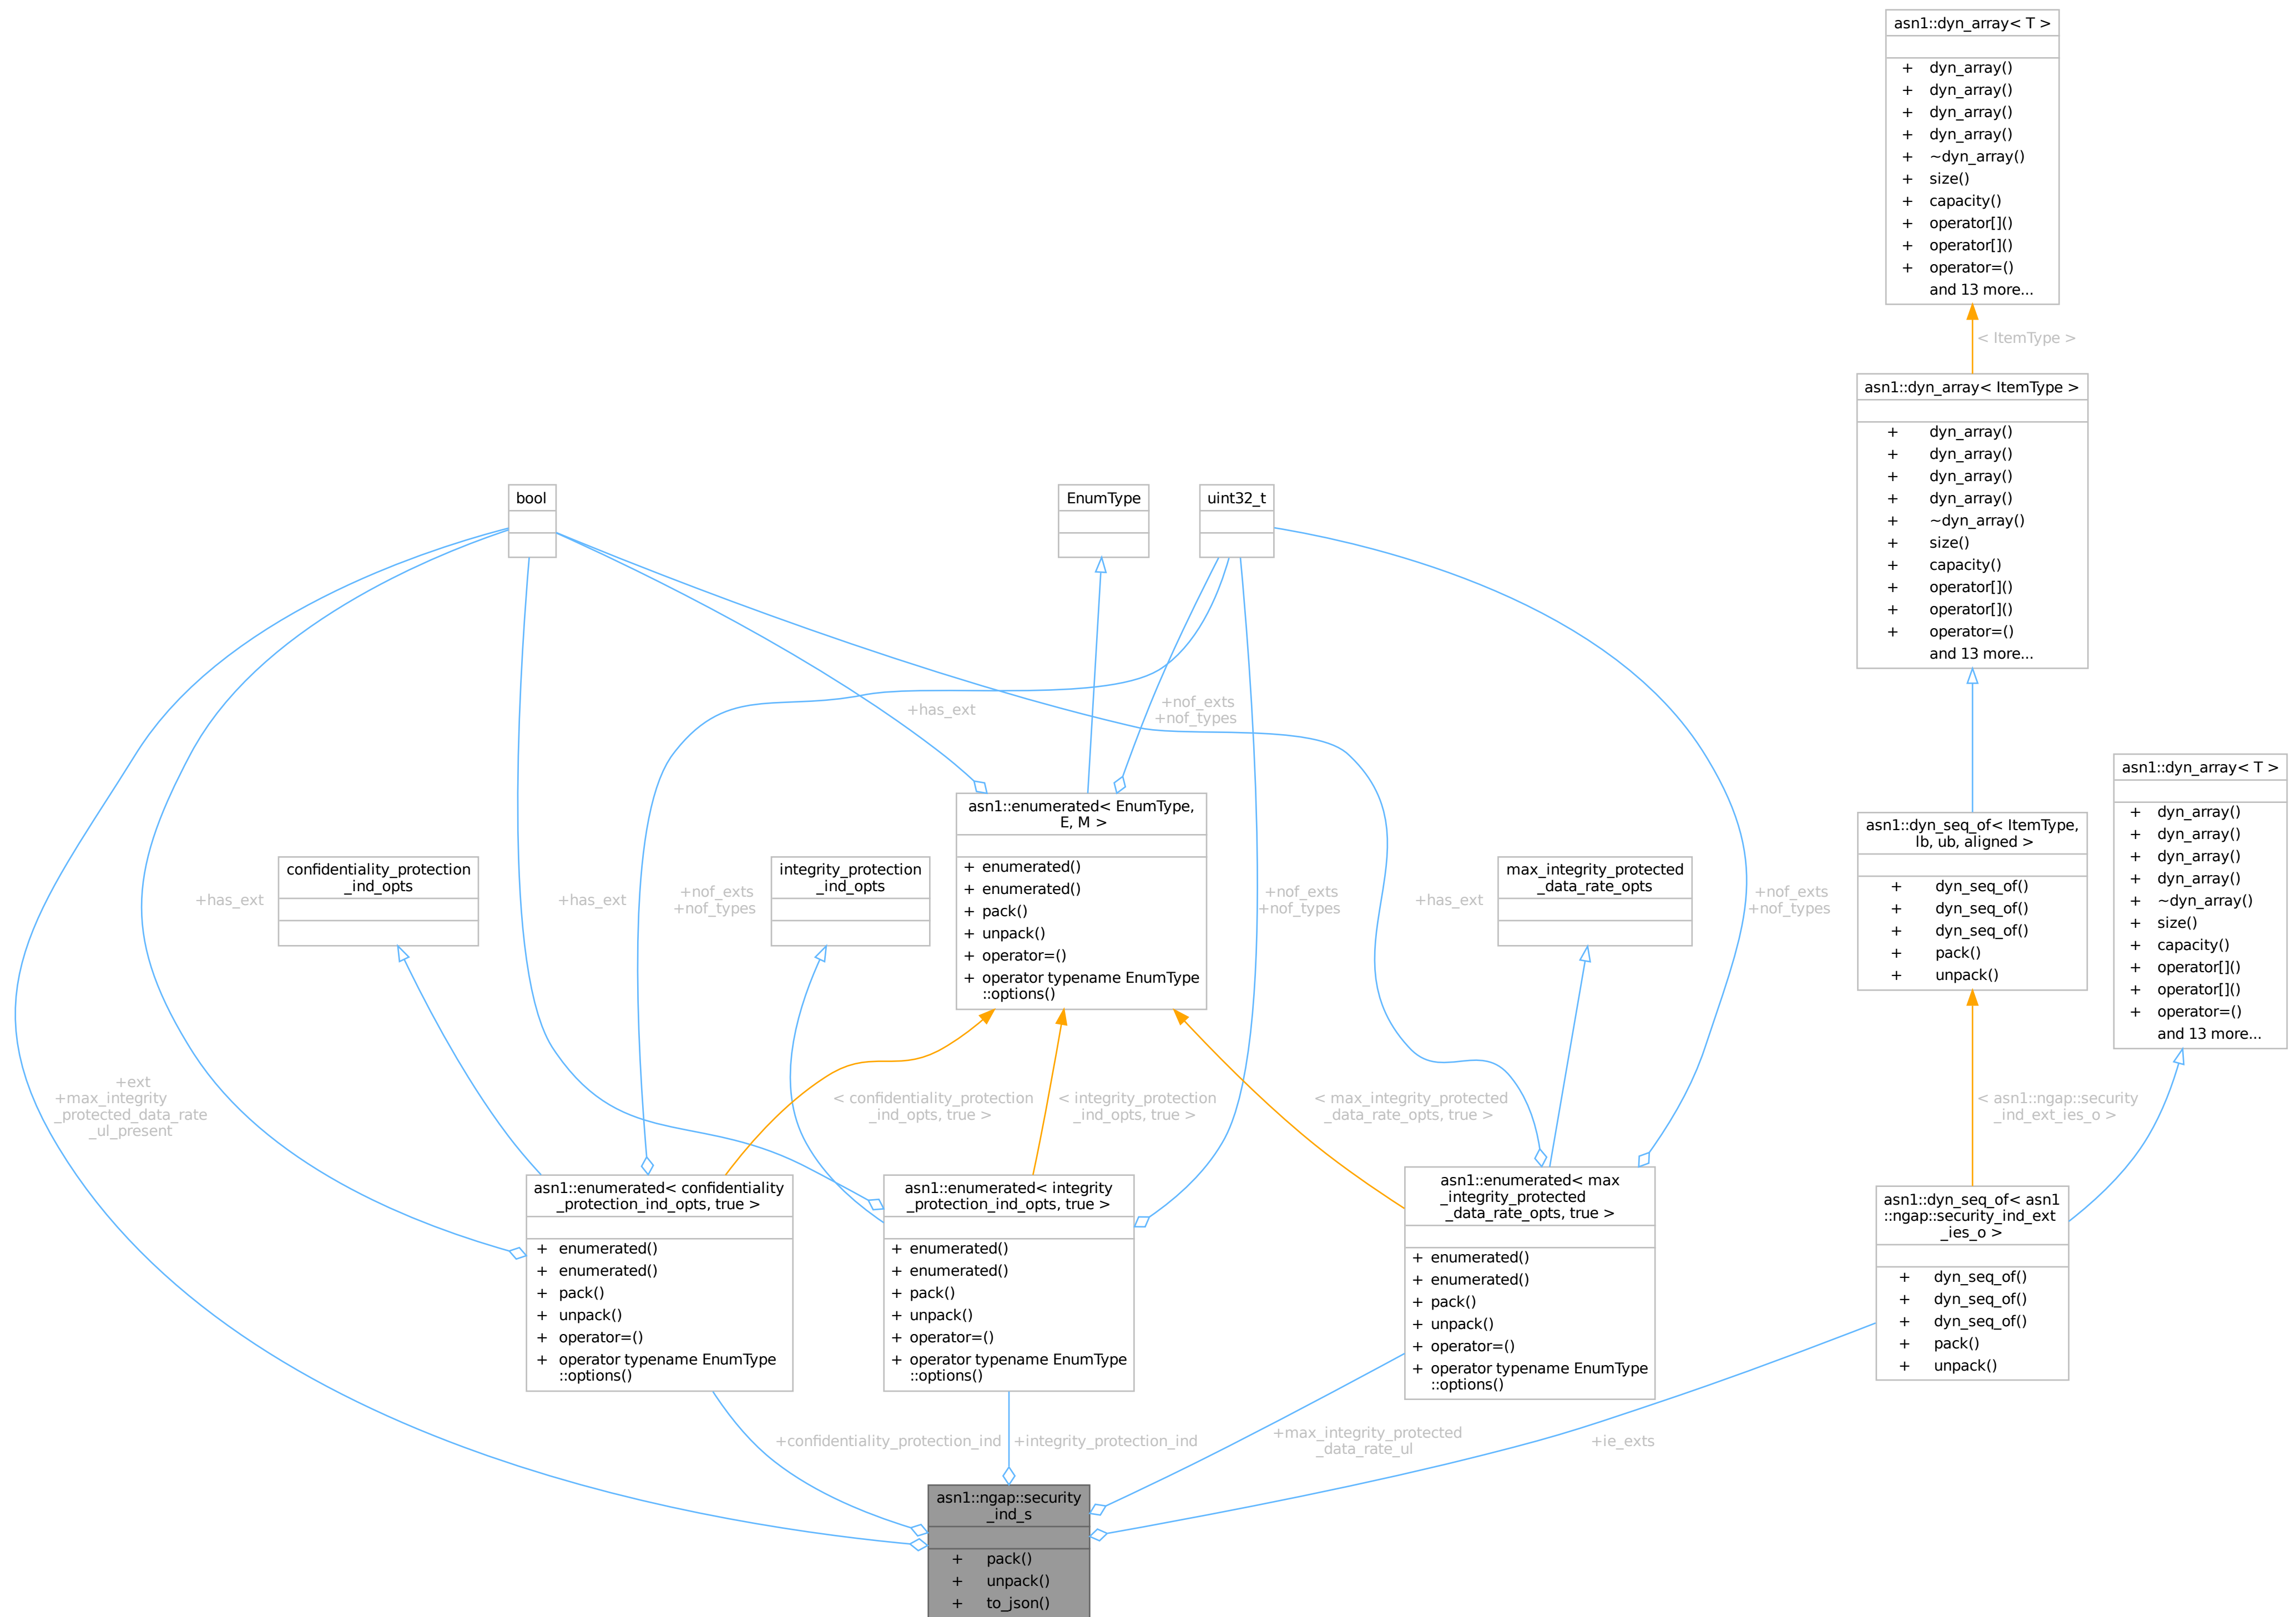 asn1::dyn_array< T >
+ dyn_array()
+ dyn_array()
+ dyn_array()
+ dyn_array()
+ ~dyn_array()
+ size()
+ capacity()
+ operator[]()
+ operator[]()
+ operator=()
and 13 more...
< ItemType >
asn1::dyn_array< ItemType >
+ dyn_array()
+ dyn_array()
+ dyn_array()
+ dyn_array()
+ ~dyn_array()
+ size()
+ capacity()
+ operator[]()
+ operator[]()
+ operator=()
and 13 more...
bool
EnumType
uint32_t
+has_ext
+nof_exts
+nof_types
asn1::dyn_array< T >
+ dyn_array()
+ dyn_array()
+ dyn_array()
+ dyn_array()
+ ~dyn_array()
+ size()
+ capacity()
+ operator[]()
+ operator[]()
+ operator=()
and 13 more...
asn1::enumerated< EnumType,
E, M >
+ enumerated()
+ enumerated()
+ pack()
+ unpack()
+ operator=()
+ operator typename EnumType
::options()
asn1::dyn_seq_of< ItemType,
lb, ub, aligned >
+ dyn_seq_of()
+ dyn_seq_of()
+ dyn_seq_of()
+ pack()
+ unpack()
confidentiality_protection
_ind_opts
integrity_protection
_ind_opts
max_integrity_protected
_data_rate_opts
+has_ext
+has_ext
+nof_exts
+nof_types
+nof_exts
+nof_types
+has_ext
+nof_exts
+nof_types
+ext
+max_integrity
_protected_data_rate
_ul_present
< confidentiality_protection
_ind_opts, true >
< integrity_protection
_ind_opts, true >
< max_integrity_protected
_data_rate_opts, true >
< asn1::ngap::security
_ind_ext_ies_o >
asn1::enumerated< confidentiality
_protection_ind_opts, true >
+ enumerated()
+ enumerated()
+ pack()
+ unpack()
+ operator=()
+ operator typename EnumType
::options()
asn1::enumerated< integrity
_protection_ind_opts, true >
+ enumerated()
+ enumerated()
+ pack()
+ unpack()
+ operator=()
+ operator typename EnumType
::options()
asn1::enumerated< max
_integrity_protected
_data_rate_opts, true >
+ enumerated()
+ enumerated()
+ pack()
+ unpack()
+ operator=()
+ operator typename EnumType
::options()
asn1::dyn_seq_of< asn1
::ngap::security_ind_ext
_ies_o >
+ dyn_seq_of()
+ dyn_seq_of()
+ dyn_seq_of()
+ pack()
+ unpack()
+confidentiality_protection_ind
+integrity_protection_ind
+max_integrity_protected
_data_rate_ul
+ie_exts
asn1::ngap::security
_ind_s
+ pack()
+ unpack()
+ to_json()